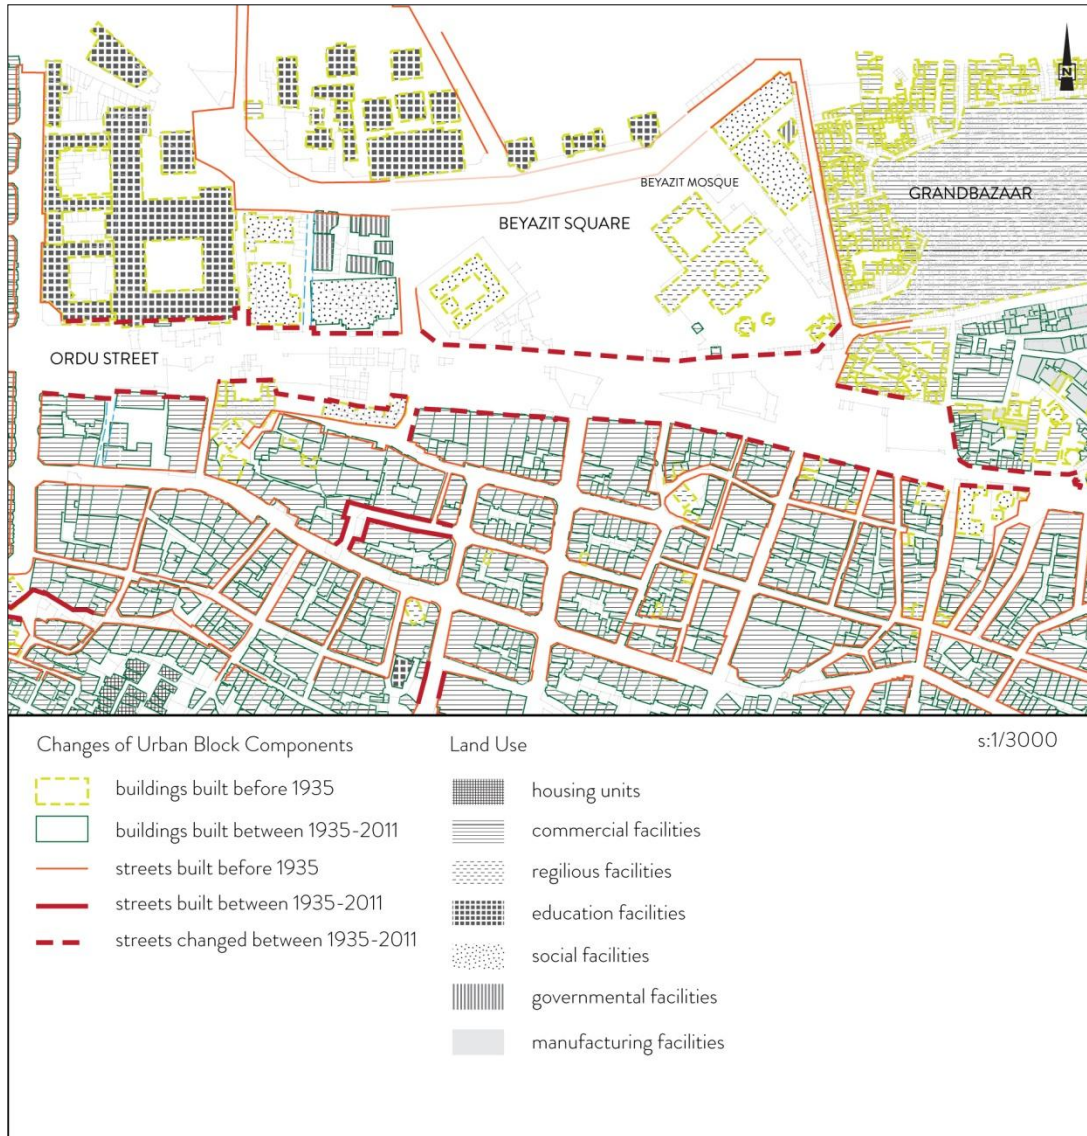 N
BEYAZIT MOSQUE
GRANDBAZAAR
BEYAZIT SQUARE
ORDU STREET
Changes of Urban Block Components
buildings built before 1935
buildings built between 1935-2011
streets built before 1935
streets built between 1935-2011
streets changed between 1935-2011
Land Use
housing units
commercial facilities
regilious facilities
education facilities
social facilities
governmental facilities
manufacturing facilities
s:1/3000